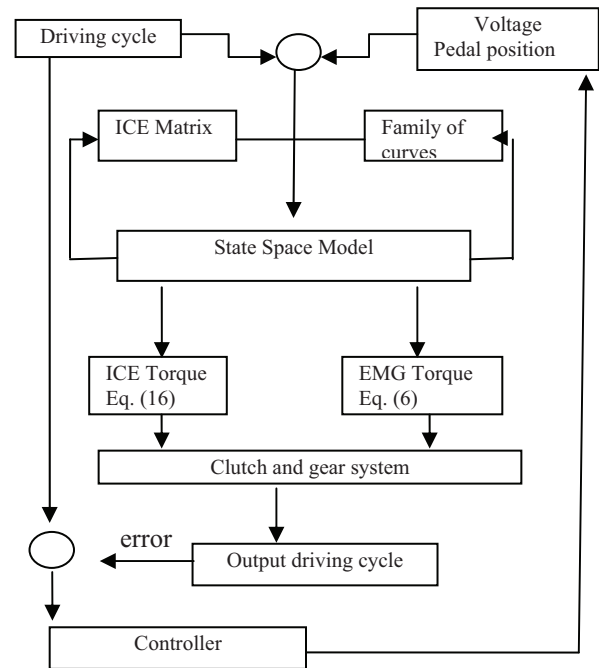 Driving cycle
Voltage
Pedal position
ICE Matrix
Family of
curves
State Space Model
ICE Torque
Eq. (16)
EMG Torque
Eq. (6)
Clutch and gear system
error
Output driving cycle
Controller